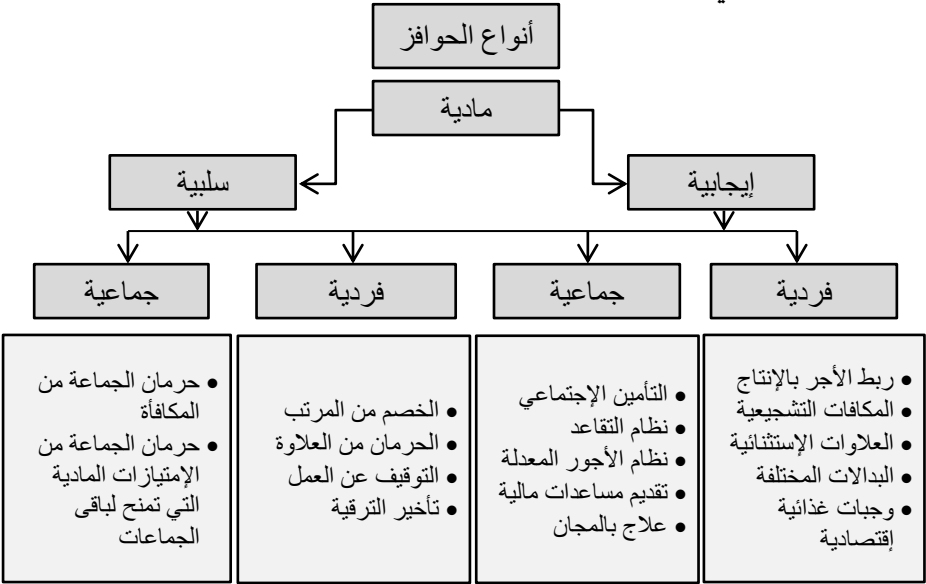 أنواع الحوافز
مادية
إيجابية
سلبية
فردية
جماعية
فردية
جماعية
• ربط الأجر بالإنتاج
• المكافات التشجيعية
• العلاوات الإستثنائية
• البدالات المختلفة
• وجبات غذائية
إقتصادية
• التأمين الإجتماعي
• نظام التقاعد
• نظام الأجور المعدلة
• تقديم مساعدات مالية
• علاج بالمجان
• الخصم من المرتب
• الحرمان من العلاوة
• التوقيف عن العمل
• تأخير الترقية
• حرمان الجماعة من
المكافأة
• حرمان الجماعة من
الإمتيازات المادية
التي تمنح لباقى
الجماعات